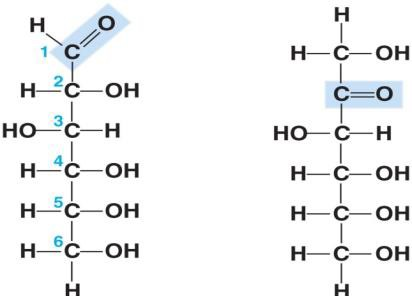 H O
1 C
H 2 C OH
HO 3 C H
H 4 C OH
H 5 C OH
H 6 C OH
H
H
H C OH
C O
HO C H
H C OH
H C OH
H C OH
H